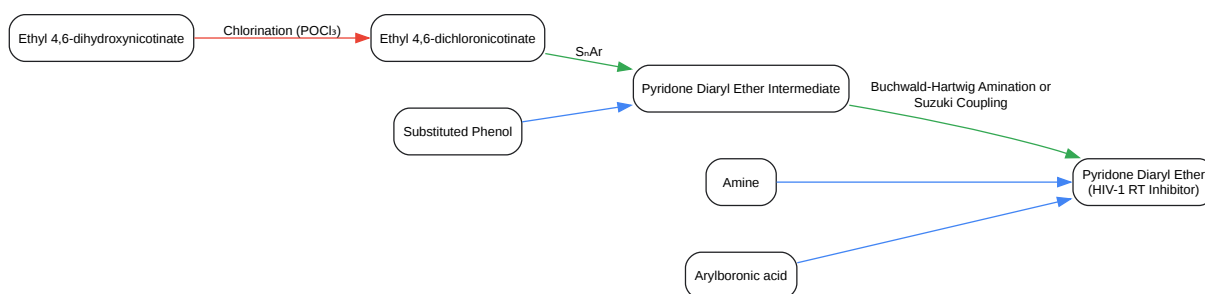 Ethyl 4,6-dihydroxynicotinate
Chlorination (POCl₃)
Ethyl 4,6-dichloronicotinate
SₙAr
Pyridone Diaryl Ether Intermediate
Substituted Phenol
Buchwald-Hartwig Amination or
Suzuki Coupling
Amine
Pyridone Diaryl Ether
(HIV-1 RT Inhibitor)
Arylboronic acid